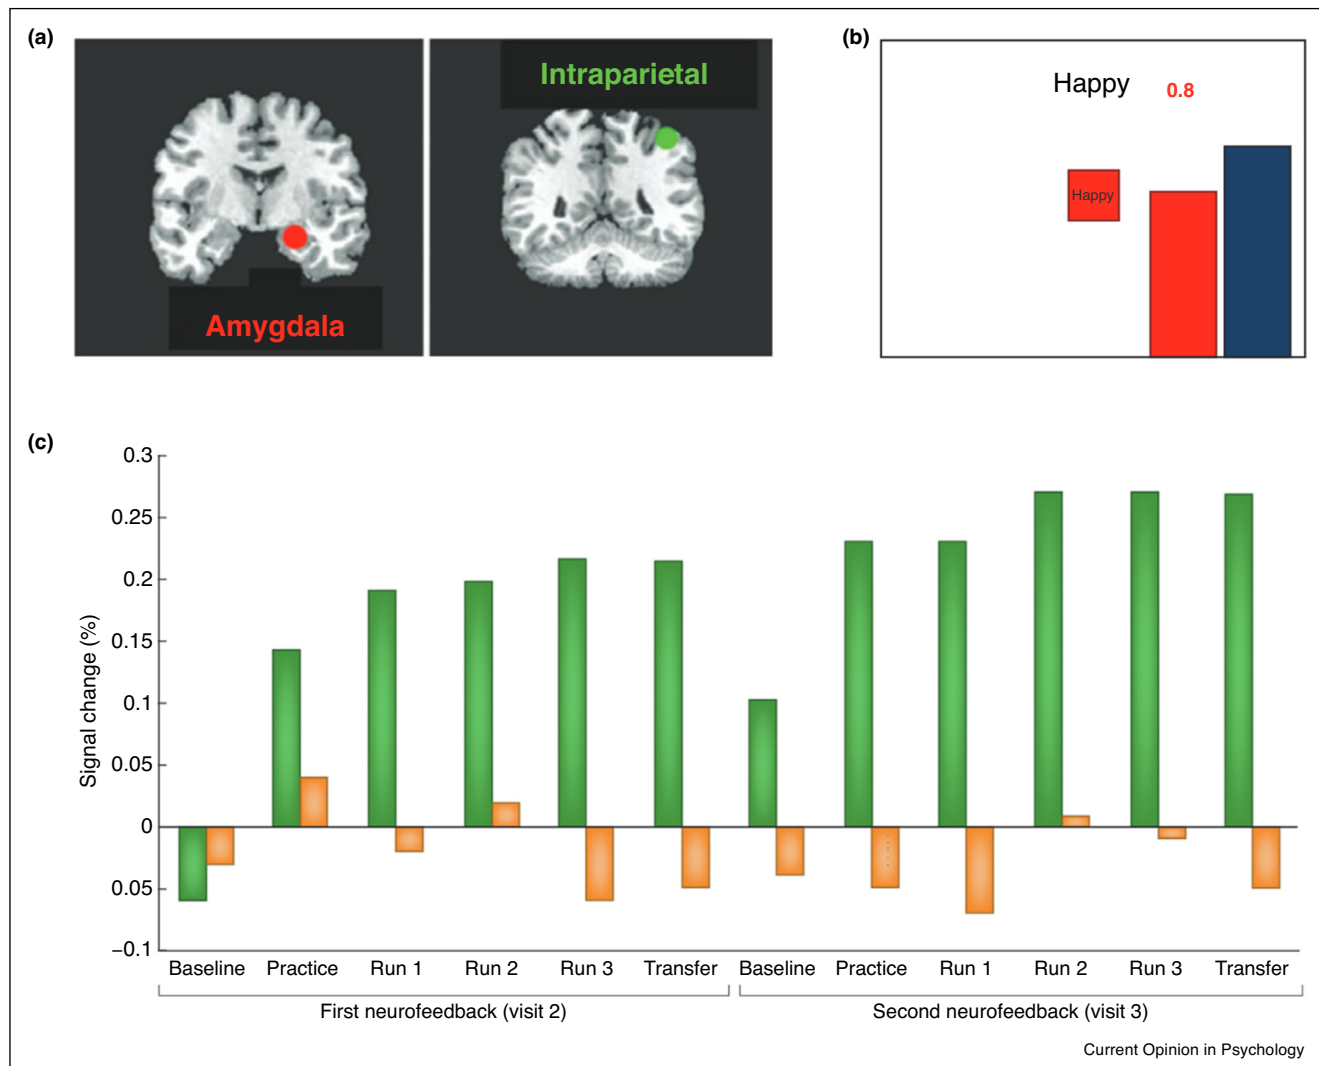 (a)
Amygdala
Intraparietal
(b)
Happy 0.8
Happy
(c)
Signal change (%)
0.3
0.25
0.2
0.15
0.1
0.05
0
0.05
−0.1
Baseline Practice Run 1 Run 2 Run 3 Transfer Baseline Practice Run 1 Run 2 Run 3 Transfer
First neurofeedback (visit 2) Second neurofeedback (visit 3)
Current Opinion in Psychology